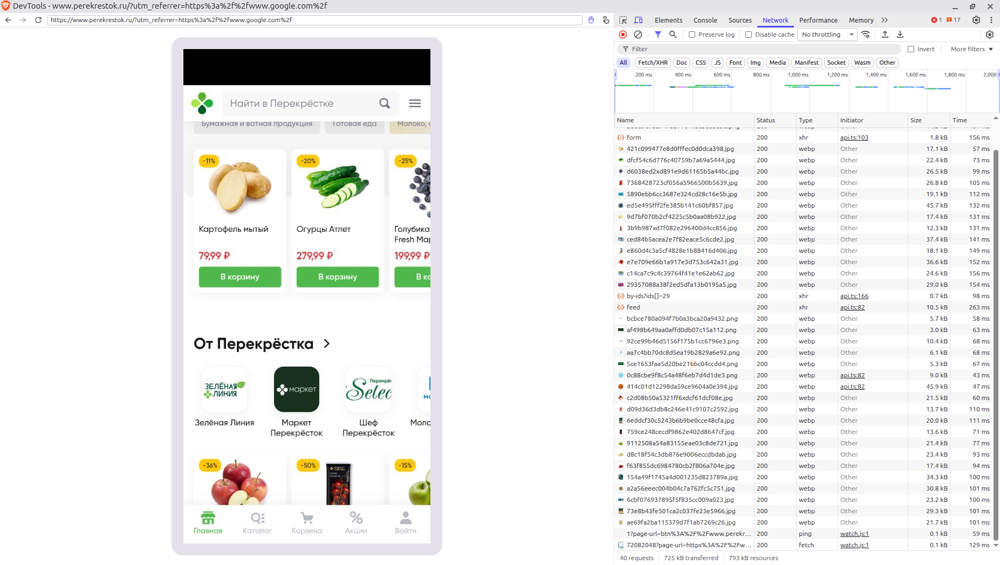 DevTools - www.perekrestok.ru/?utm_referrer=https%3a%2f%2fwww.google.com%2f
https://www.perekrestok.ru/?utm_referrer=https%3a%2f%2fwww.google.com%2f
Найти в Перекрёстке
Бумажная и ватная продукция Готовая еда Молоко, с
-11% -20% -25%
Картофель мытый Огурцы Атлет Голубика
Fresh Мар
79,99 ₽ 279,99 ₽ 199,99 ₽
В корзину В корзину В ко
От Перекрёстка
ЗЕЛЁНАЯ ЛИНИЯ
маркет
Перекрёс
Selec
Зелёная Линия Маркет Перекрёсток Шеф Перекрёсток Моло
-36% -50% -15%
Главная Каталог Корзина Акции Войти
Elements Console Sources Network Performance Memory 1 17
Preserve log Disable cache No throttling
Filter Invert More filters
All Fetch/XHR Doc CSS JS Font Img Media Manifest Socket Wasm Other
200 ms 400 ms 600 ms 800 ms 1,000 ms 1,200 ms 1,400 ms 1,600 ms 1,800 ms 2,000
Name Status Type Initiator Size Time
form 200 xhr api.ts:103 1.8 kB 156 ms
421c099477e8d0fffec0d0dca398.jpg 200 webp Other 17.1 kB 57 ms
dfcf54c6d776c40759b7a69a5444.jpg 200 webp Other 22.4 kB 73 ms
d6038ed2xd891e9d61165b5a44bc.jpg 200 webp Other 26.5 kB 99 ms
7368428723cf056a5966500b5639.jpg 200 webp Other 26.8 kB 105 ms
5890ebb6cc3687e324cd28c16e5b.jpg 200 webp Other 19.1 kB 112 ms
ed5e495fff2fe385b141c60bf857.jpg 200 webp Other 45.7 kB 132 ms
9d7bf070b2cf4225c5b0aa08b922.jpg 200 webp Other 17.4 kB 131 ms
3b9b987xd7f082e296400d4cc856.jpg 200 webp Other 12.3 kB 131 ms
ced84b5acea2e7f82eace5c6cde2.jpg 200 webp Other 37.4 kB 141 ms
e860d4c3a5cf4828e1b88416d406.jpg 200 webp Other 18.1 kB 149 ms
e7e709e66b1a917e3d753c642a31.jpg 200 webp Other 36.6 kB 152 ms
c14ca7c9c4c39764f41e1e62ab62.jpg 200 webp Other 24.6 kB 156 ms
29357088a38f2ed5dfa13b0195a5.jpg 200 webp Other 29.0 kB 154 ms
by-ids?ids[]=29 200 xhr api.ts:166 0.7 kB 98 ms
feed 200 xhr api.ts:82 10.5 kB 263 ms
bcbce780a094f7b0a3bca20a9432.png 200 webp Other 5.7 kB 58 ms
af498b649aa0affd0db07c15a112.png 200 webp Other 3.0 kB 63 ms
92ce99b46d5156f175b1cc6796e3.png 200 webp Other 10.4 kB 68 ms
aa7c4bb70dc8d5ea19b2829a6e92.png 200 webp Other 6.1 kB 68 ms
5ce1653faa5d20be21bbc04ccdd4.png 200 webp Other 5.3 kB 67 ms
0c88cbe9f8c54a48f6eb7d4d1de3.png 200 webp api.ts:82 9.0 kB 43 ms
414c01d12298da59ce9604a0e394.jpg 200 webp api.ts:82 45.9 kB 47 ms
c2d08b50a5321ff6xdcf61dcf08e.jpg 200 webp Other 21.5 kB 60 ms
d09d36d3db8c246e41c9107c2592.jpg 200 webp Other 13.7 kB 110 ms
6eddcf30c5243b6b9be0cce48cfa.jpg 200 webp Other 20.0 kB 111 ms
759ce248cecdf9862e402d8647cf.jpg 200 webp Other 13.6 kB 71 ms
9112508a54a83155eae03c8de721.jpg 200 webp Other 21.4 kB 77 ms
d8c18f54c3db876e9006eccdbdab.jpg 200 webp Other 23.4 kB 93 ms
f63f855dc6984780cb2f806a704e.jpg 200 webp Other 17.4 kB 94 ms
154a49f1745a4d001235d823789a.jpg 200 webp Other 34.3 kB 100 ms
a2a56eeec004b04c7a762fc5c751.jpg 200 webp Other 30.8 kB 101 ms
6cbf076937895f5f835cc009a023.jpg 200 webp Other 23.2 kB 100 ms
73e8b43fe501ca2c037fe23e5966.jpg 200 webp Other 29.3 kB 101 ms
ae69fa2ba115379d7f1ab7269c26.jpg 200 webp Other 21.7 kB 101 ms
1?page-url=btn%3A%2F%2Fwww.perekr... 200 ping watch.js:1 0.1 kB 59 ms
72082048?page-url=https%3A%2F%2Fw... 200 fetch watch.js:1 0.1 kB 129 ms
40 requests 725 kB transferred 793 kB resources